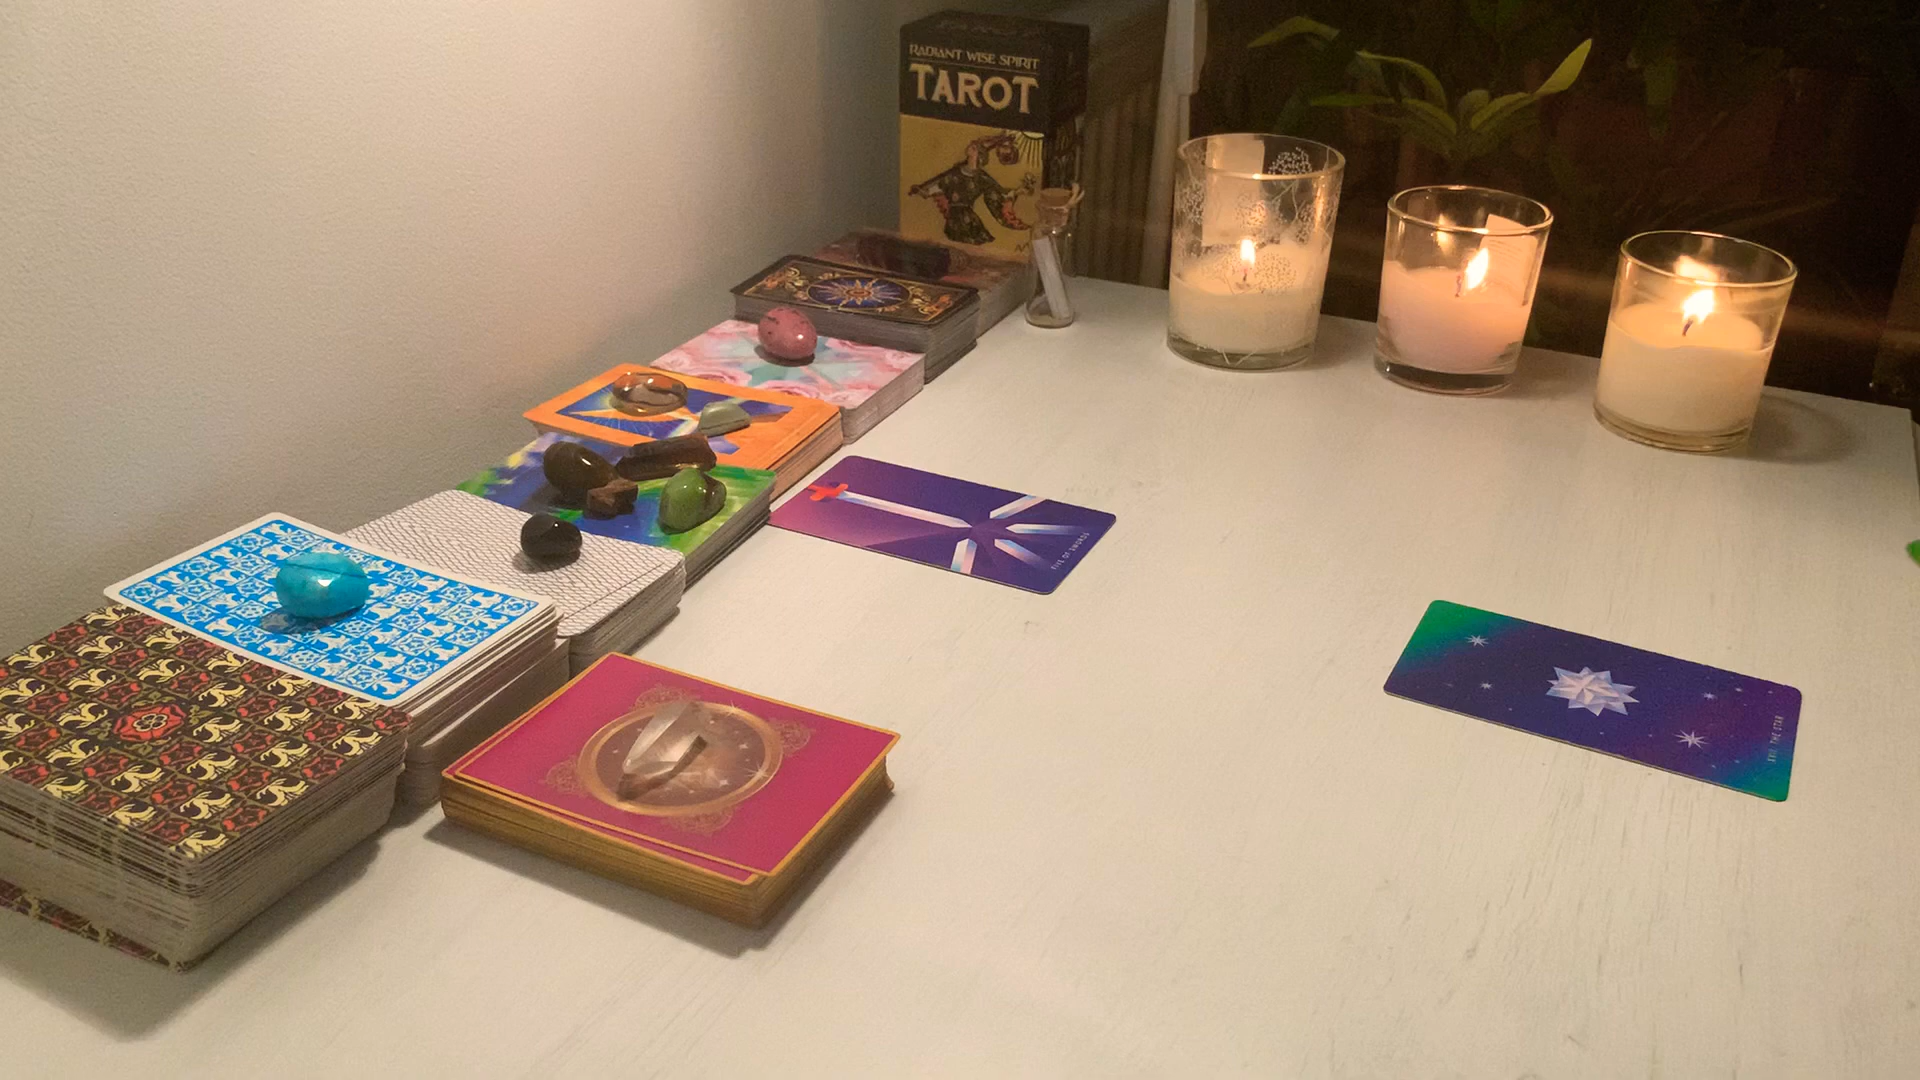 RADIANT WISE SPIRIT
TAROT
FIVE OF SWORDS
XVII. THE STAR